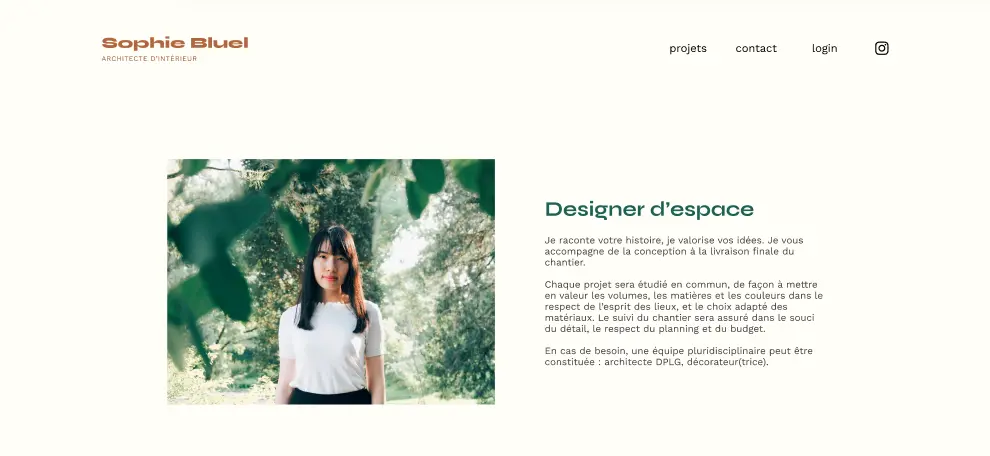 Sophie Bluel
ARCHITECTE D'INTÉRIEUR
projets
contact
login
Designer d'espace
Je raconte votre histoire, je valorise vos idées. Je vous
accompagne de la conception à la livraison finale du
chantier.
Chaque projet sera étudié en commun, de façon à mettre
en valeur les volumes, les matières et les couleurs dans le
respect de l'esprit des lieux, et le choix adapté des
matériaux. Le suivi du chantier sera assuré dans le souci
du détail, le respect du planning et du budget.
En cas de besoin, une équipe pluridisciplinaire peut être
constituée : architecte DPLG, décorateur(trice).